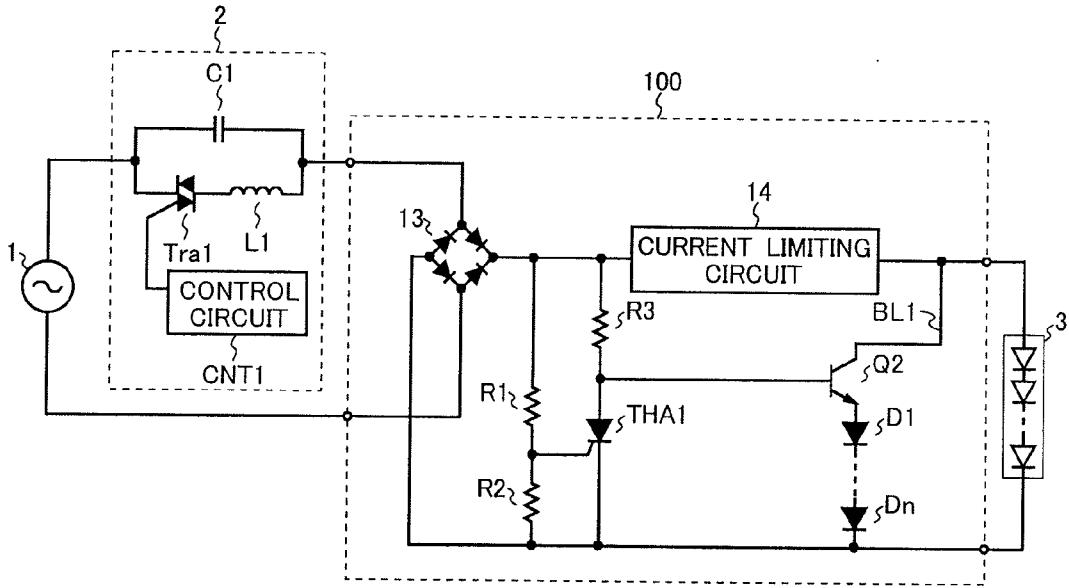 2
C1
100
14
13
CURRENT LIMITING
CIRCUIT
Tra1
L1
1
CONTROL
CIRCUIT
R3
BL1
3
CNT1
Q2
R1
THA1
D1
R2
Dn